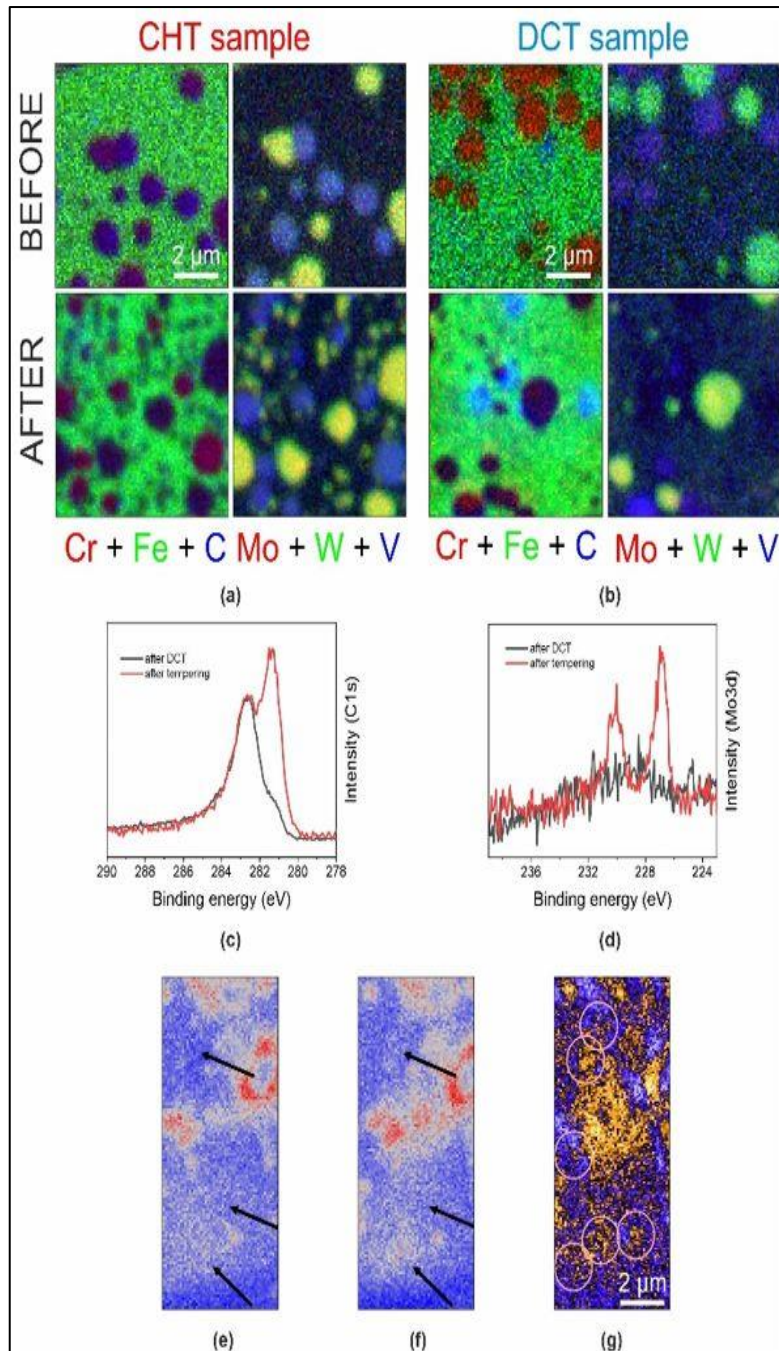 CHT sample
DCT sample
BEFORE
2 µm
2 µm
AFTER
Cr + Fe + C Mo + W + V
Cr + Fe + C Mo + W + V
(a)
(b)
after DCT
after tempering
Intensity (C1s)
290 288 286 284 282 280 278
Binding energy (eV)
(c)
after DCT
after tempering
Intensity (Mo3d)
236 232 228 224
Binding energy (eV)
(d)
2 µm
(e)
(f)
(g)